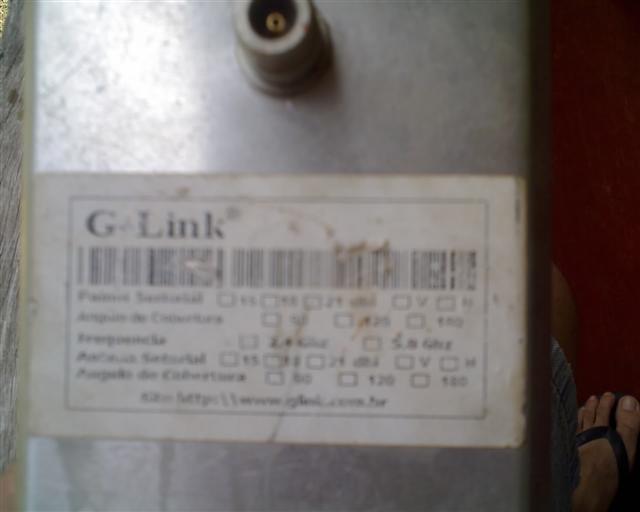 G-Link®
Painel Setorial 15 18 21 dbi V H
Angulo de Cobertura 90 120 180
Frequencia 2.4 Ghz 5.8 Ghz
Antena Setorial 15 18 21 dbi V H
Angulo de Cobertura 90 120 180
Site: http:\\www.glink.com.br